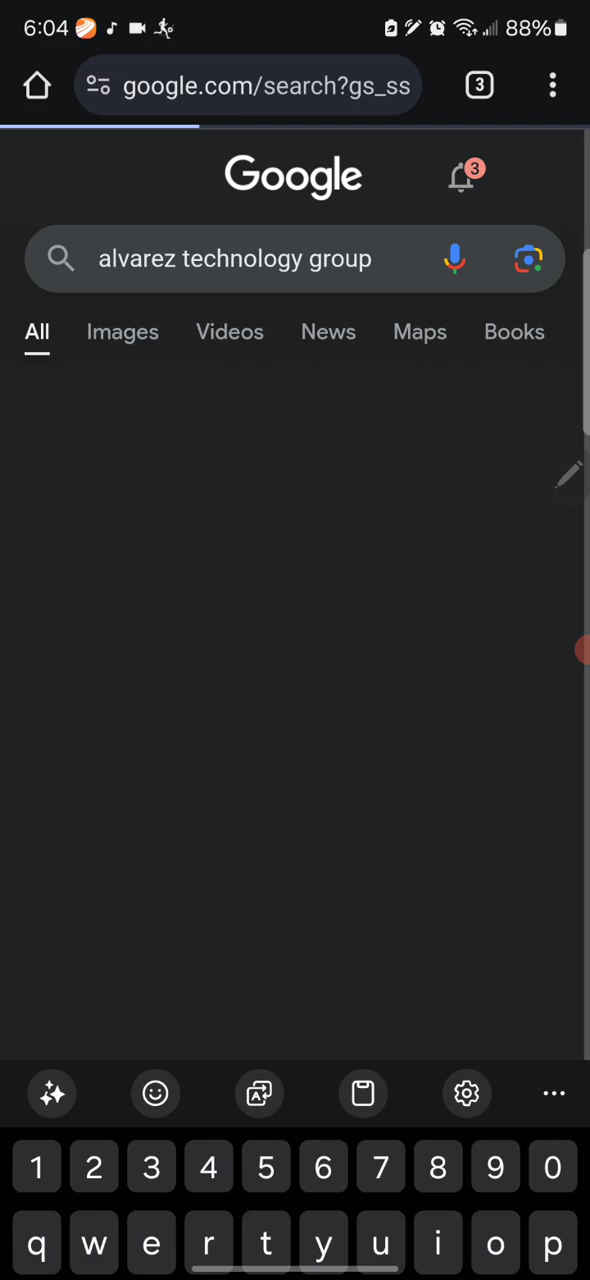 6:04 88%
google.com/search?gs_ss 3
Google 3
alvarez technology group
All Images Videos News Maps Books
A
1 2 3 4 5 6 7 8 9 0
q w e r t y u i o p